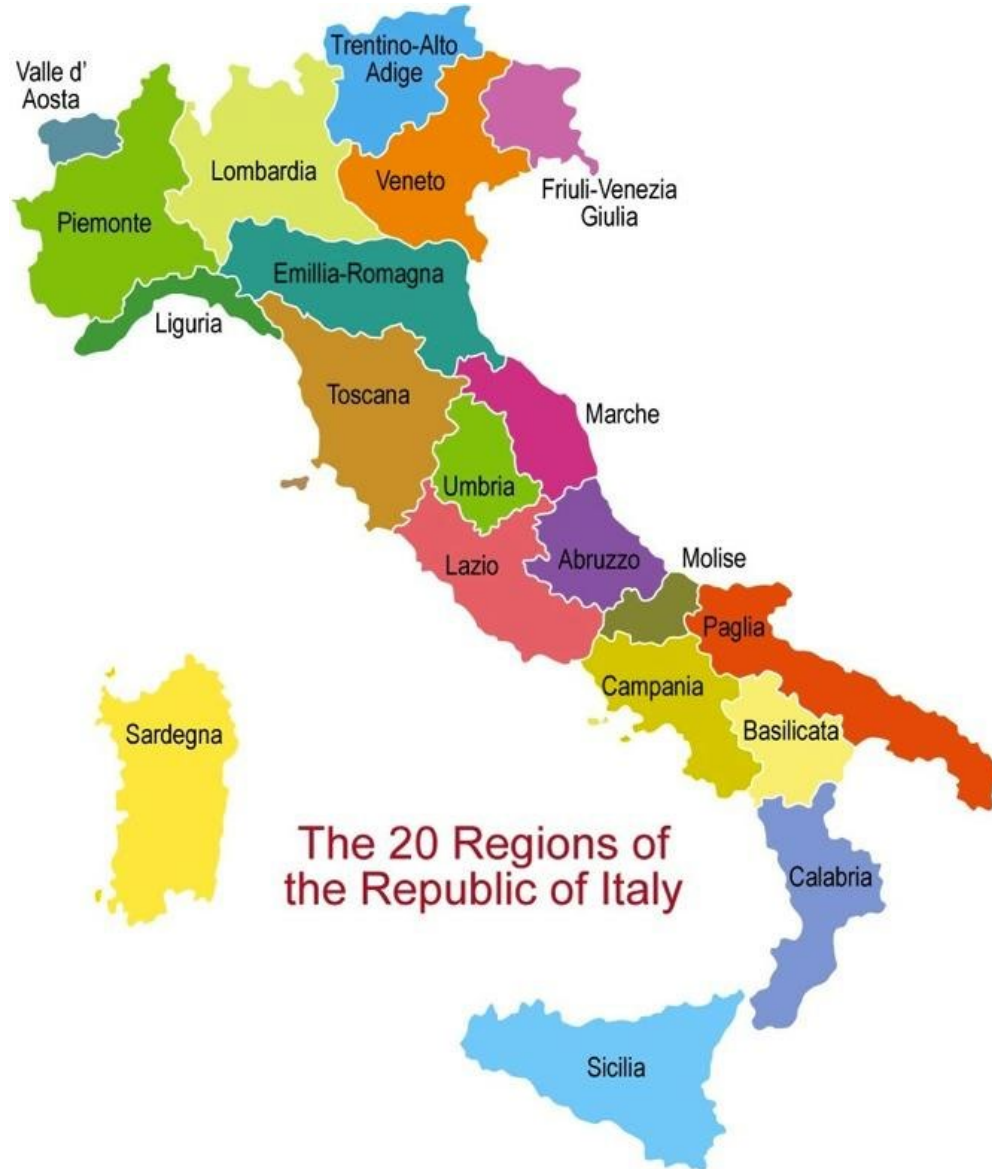 Trentino-Alto
Adige
Valle d'
Aosta
Lombardia
Veneto
Friuli-Venezia
Giulia
Piemonte
Emillia-Romagna
Liguria
Toscana
Marche
Umbria
Lazio
Abruzzo
Molise
Paglia
Campania
Basilicata
Sardegna
The 20 Regions of
the Republic of Italy
Calabria
Sicilia